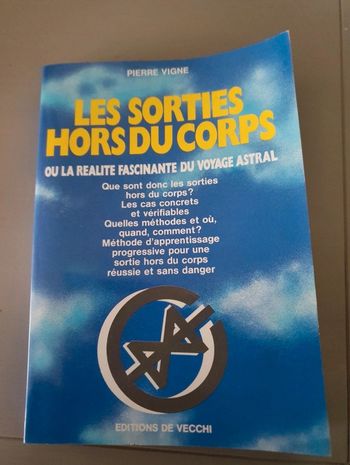 PIERRE VIGNE
LES SORTIES
HORS DU CORPS
OU LA REALITE FASCINANTE DU VOYAGE ASTRAL
Que sont donc les sorties
hors du corps?
Les cas concrets
et vérifiables
Quelles méthodes et où,
quand, comment?
Méthode d'apprentissage
progressive pour une
sortie hors du corps
réussie et sans danger
EDITIONS DE VECCHI